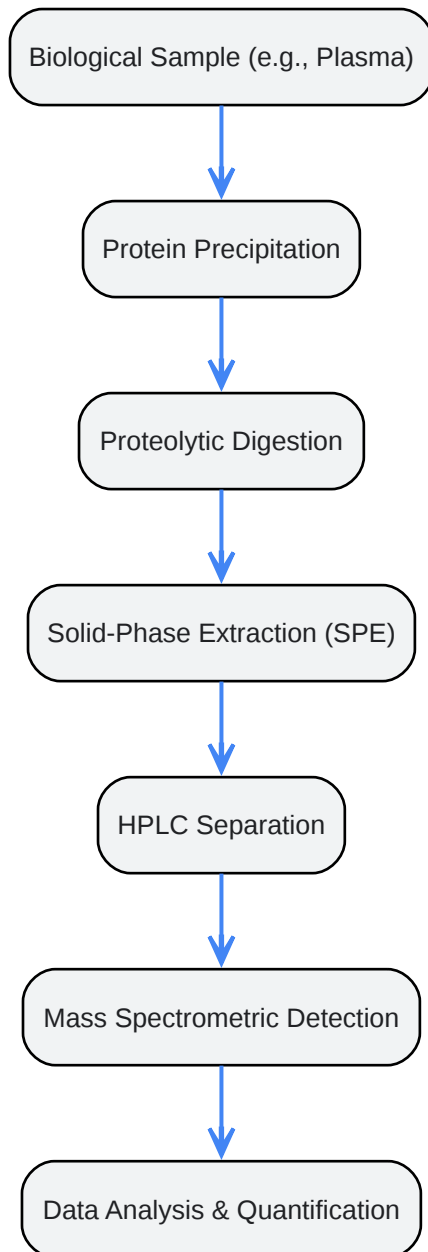 Biological Sample (e.g., Plasma)
Protein Precipitation
Proteolytic Digestion
Solid-Phase Extraction (SPE)
HPLC Separation
Mass Spectrometric Detection
Data Analysis & Quantification